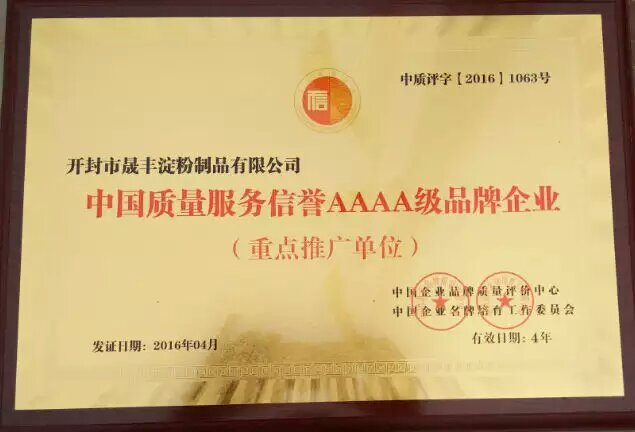 信
中质评字【2016】1063号
开封市晟丰淀粉制品有限公司
中国质量服务信誉AAAA级品牌企业
（重点推广单位）
中国企业品牌质量评价中心
中国企业名牌培育工作委员会
发证日期：2016年04月
有效日期：4年